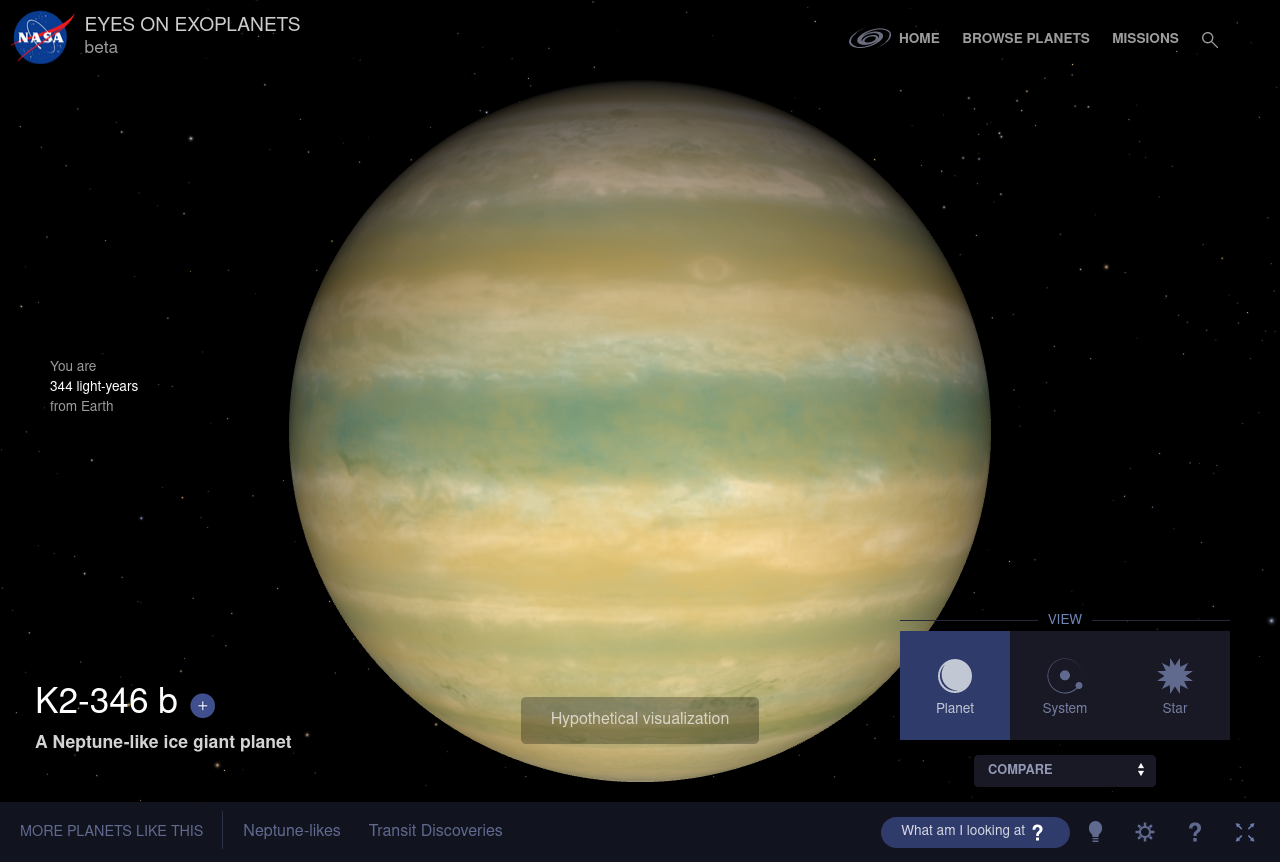 NASA
EYES ON EXOPLANETS
beta
HOME
BROWSE PLANETS
MISSIONS
You are
344 light-years
from Earth
K2-346 b +
A Neptune-like ice giant planet
Hypothetical visualization
VIEW
Planet
System
Star
COMPARE
MORE PLANETS LIKE THIS
Neptune-likes
Transit Discoveries
What am I looking at ?
?